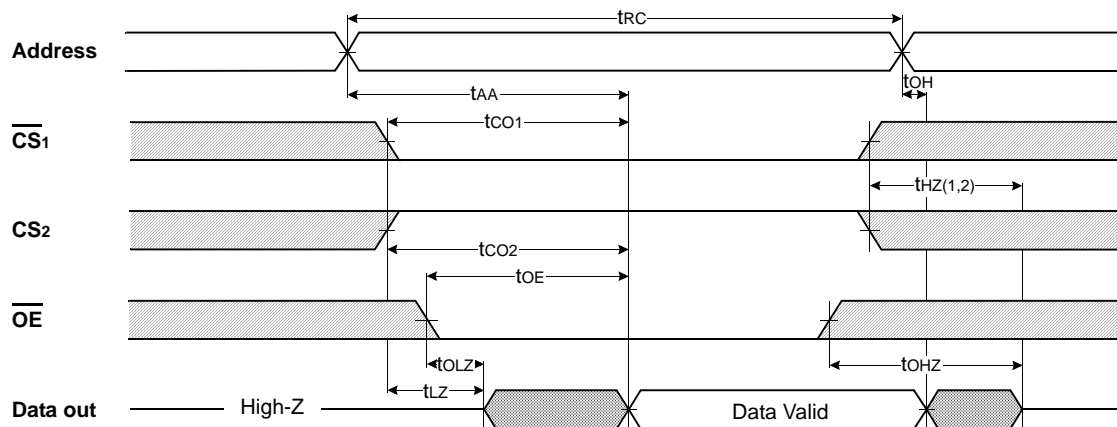 tRC
Address
tOH
tAA
tCO1
CS1
tHZ(1,2)
CS2
tCO2
tOE
OE
tOLZ
tOHZ
tLZ
Data out
High-Z
Data Valid